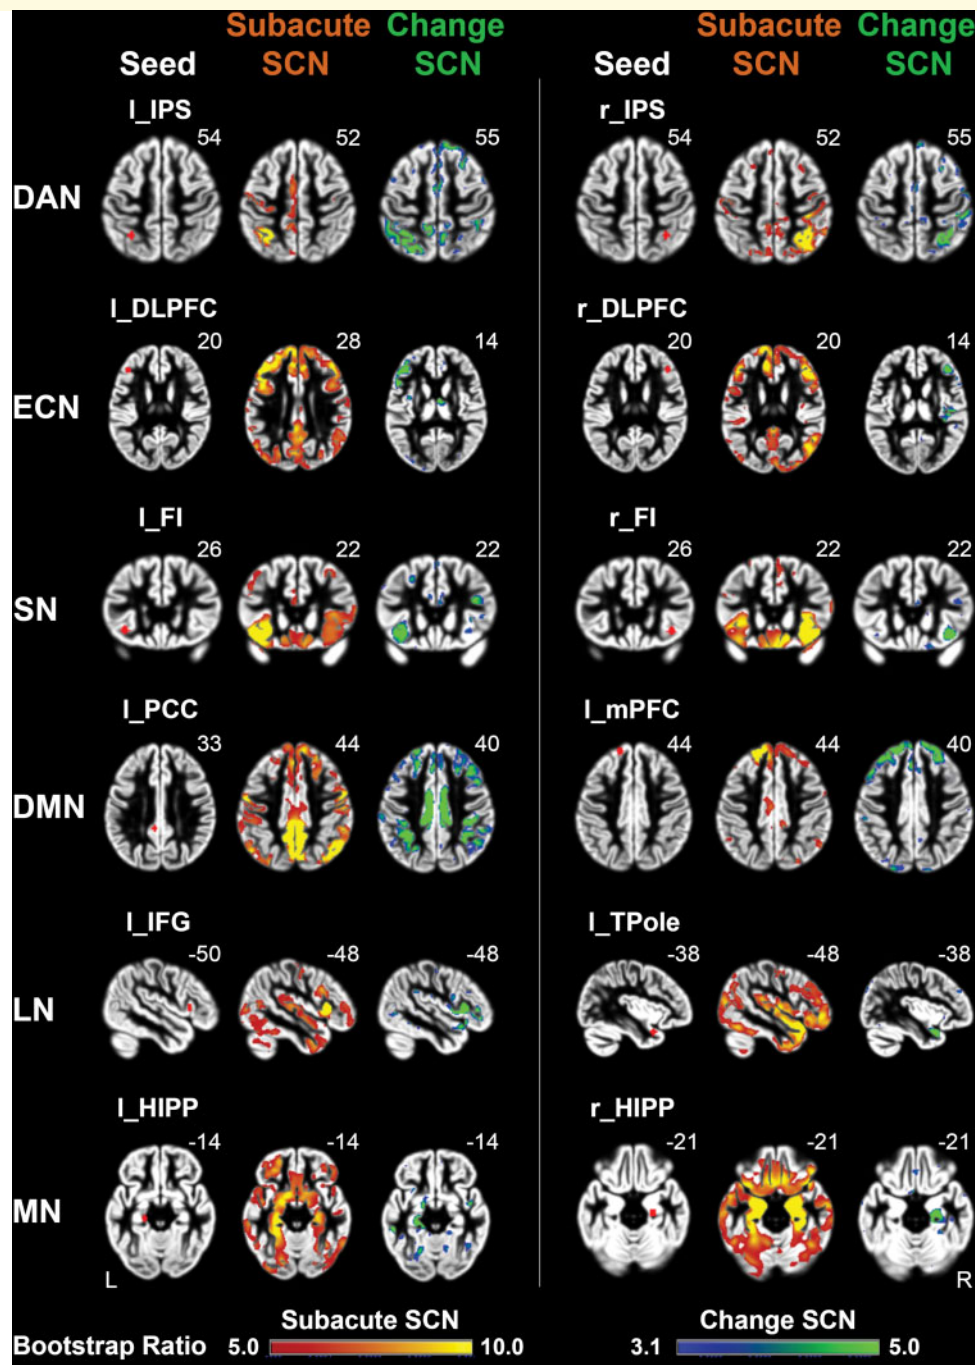 Subacute Change Subacute Change
Seed SCN SCN Seed SCN SCN
l_IPS r_IPS
54 52 55 54 52 55
DAN
l_DLPFC r_DLPFC
20 28 14 20 20 14
ECN
l_FI r_FI
26 22 22 26 22 22
SN
l_PCC l_mPFC
33 44 40 44 44 40
DMN
l_IFG l_TPole
-50 -48 -48 -38 -48 -38
LN
l_HIPP r_HIPP
-14 -14 -14 -21 -21 -21
MN
L R
Subacute SCN Change SCN
Bootstrap Ratio 5.0 10.0 3.1 5.0